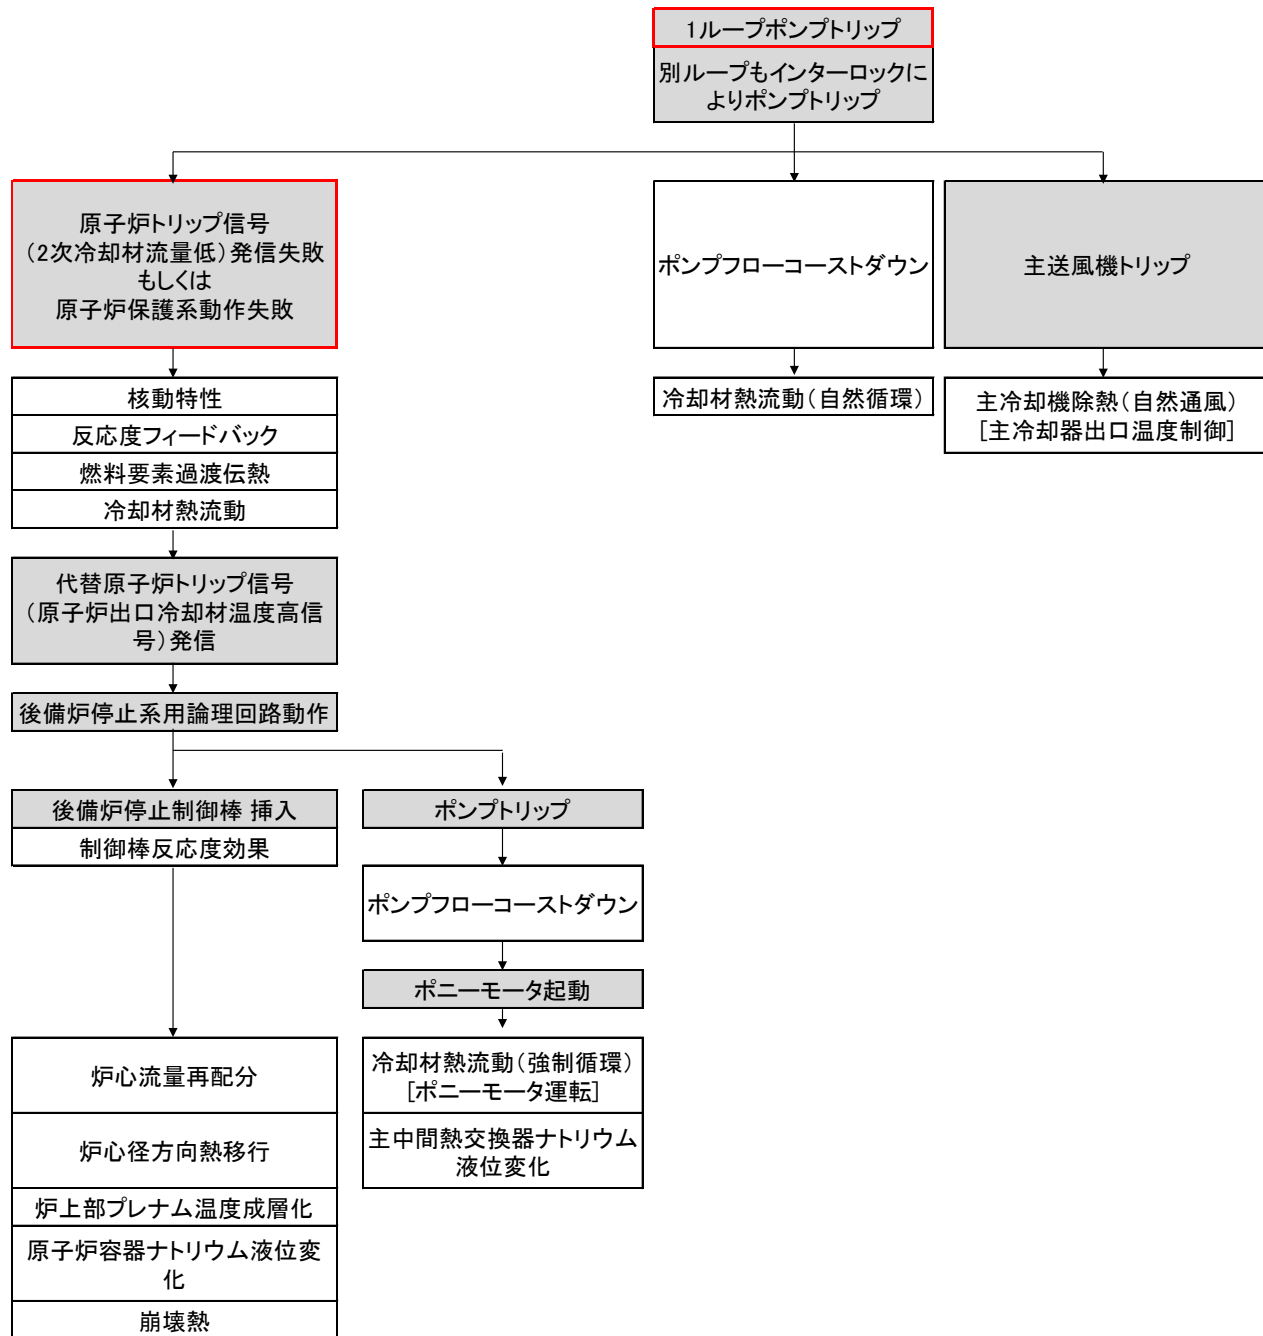 1ループポンプトリップ
別ループもインターロックに
よりポンプトリップ
原子炉トリップ信号
（2次冷却材流量低）発信失敗
もしくは
原子炉保護系動作失敗
ポンプフローコーストダウン
主送風機トリップ
核動特性
反応度フィードバック
燃料要素過渡伝熱
冷却材熱流動
冷却材熱流動（自然循環）
主冷却機除熱（自然通風）
[主冷却器出口温度制御]
代替原子炉トリップ信号
（原子炉出口冷却材温度高信
号）発信
後備炉停止系用論理回路動作
後備炉停止制御棒 挿入
制御棒反応度効果
ポンプトリップ
ポンプフローコーストダウン
ポニーモータ起動
炉心流量再配分
炉心径方向熱移行
炉上部プレナム温度成層化
原子炉容器ナトリウム液位変
化
崩壊熱
冷却材熱流動（強制循環）
[ポニーモータ運転]
主中間熱交換器ナトリウム
液位変化